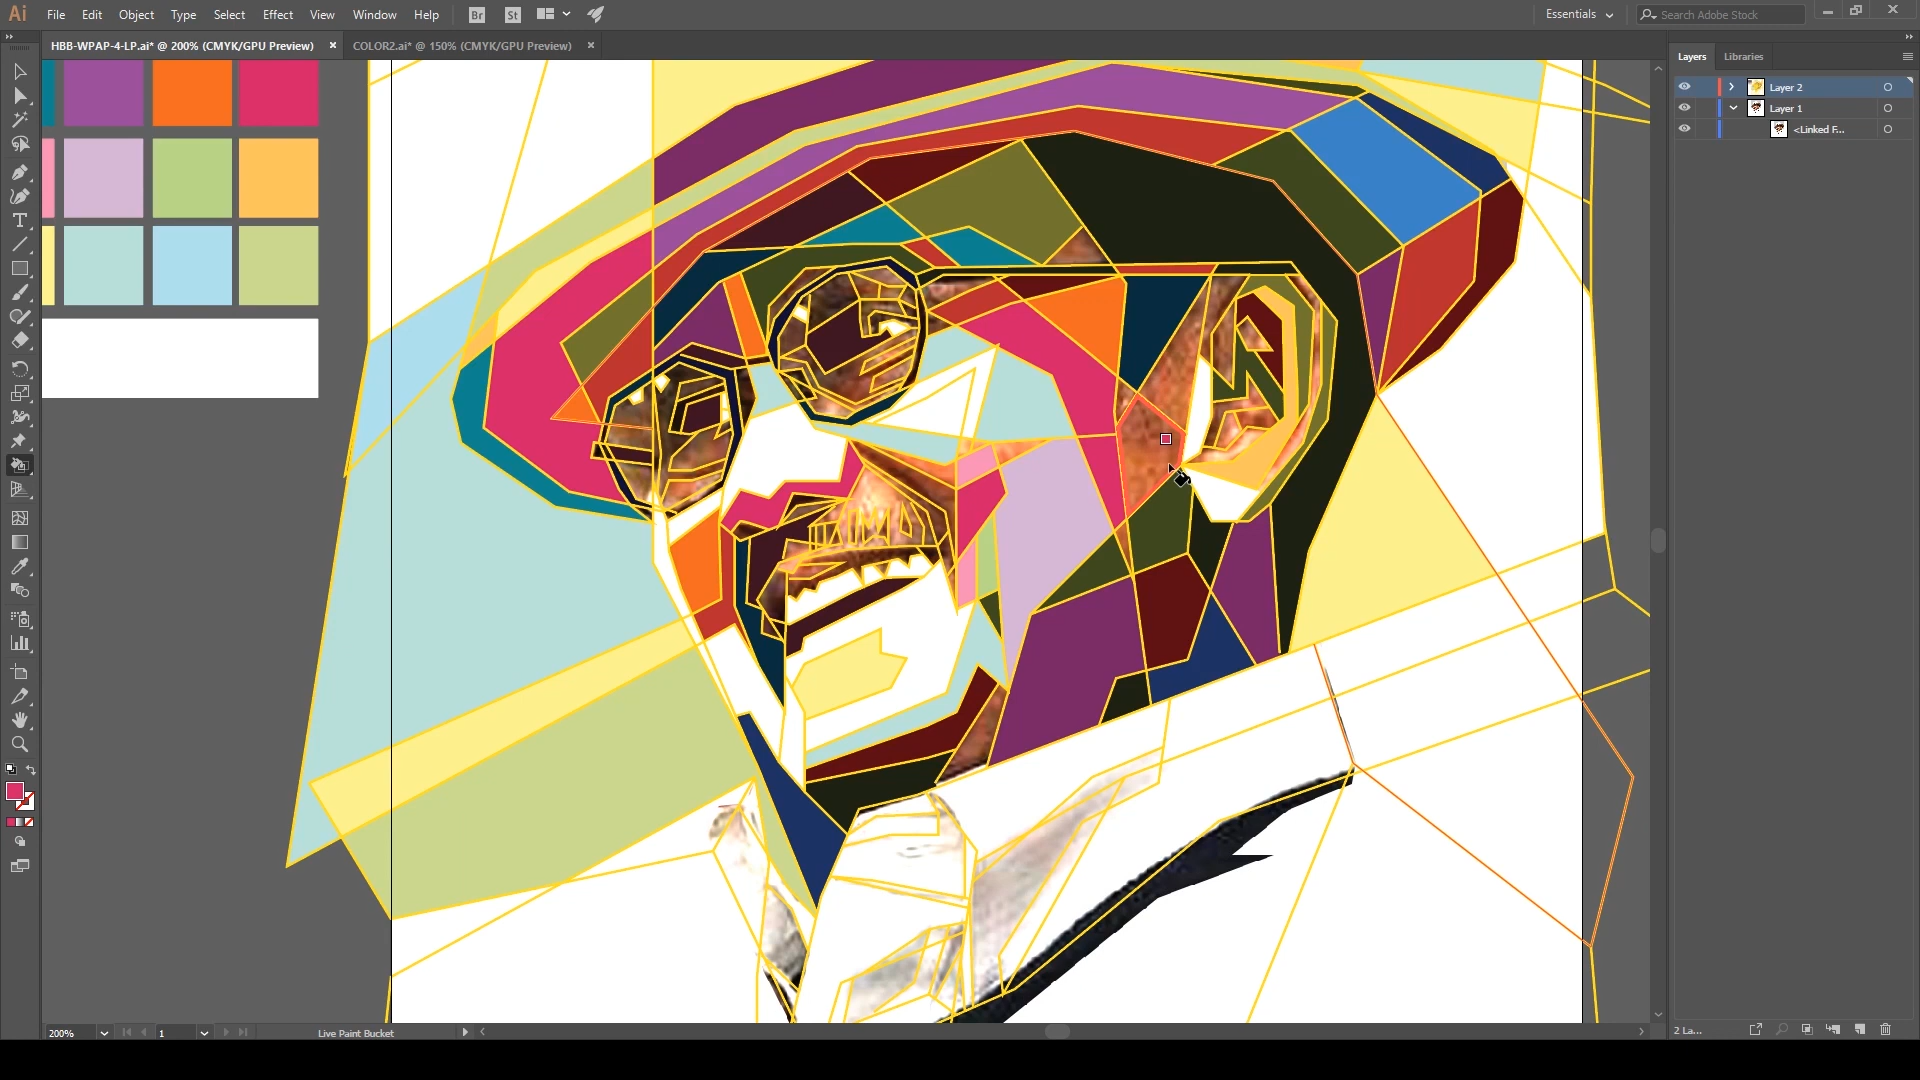 Ai File Edit Object Type Select Effect View Window Help Br St Essentials Search Adobe Stock
HBB-WPAP-4-LP.ai* @ 200% (CMYK/GPU Preview) COLOR2.ai* @ 150% (CMYK/GPU Preview)
Layers Libraries
Layer 2
Layer 1
<Linked F...
200% 1 Live Paint Bucket
2 La...